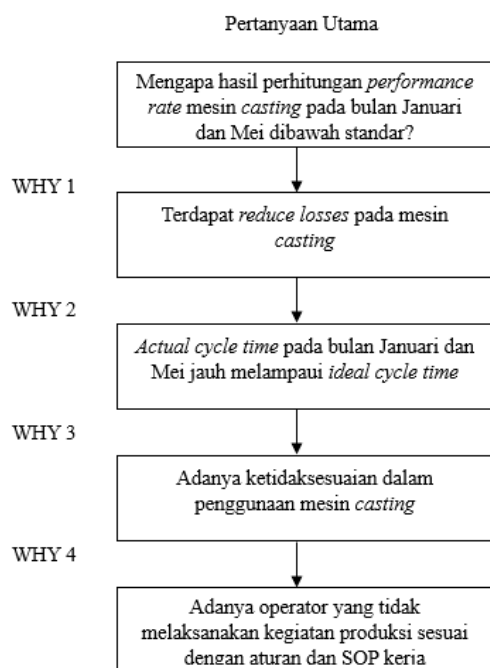 Pertanyaan Utama
Mengapa hasil perhitungan performance
rate mesin casting pada bulan Januari
dan Mei dibawah standar?
WHY 1
Terdapat reduce losses pada mesin
casting
WHY 2
Actual cycle time pada bulan Januari dan
Mei jauh melampaui ideal cycle time
WHY 3
Adanya ketidaksesuaian dalam
penggunaan mesin casting
WHY 4
Adanya operator yang tidak
melaksanakan kegiatan produksi sesuai
dengan aturan dan SOP kerja